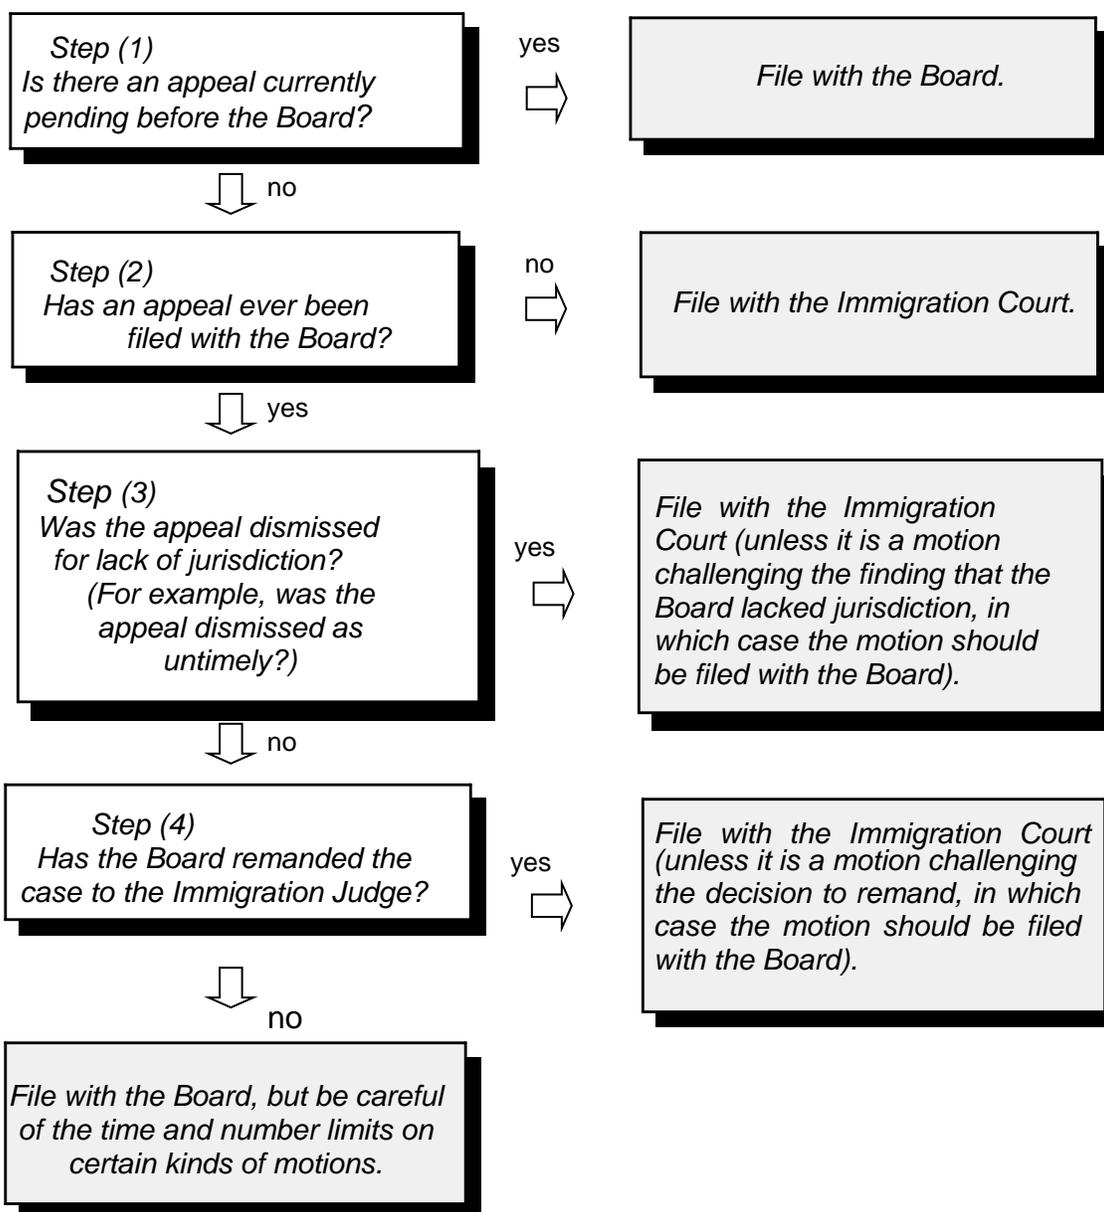 Step (1)
Is there an appeal currently
pending before the Board?
yes
File with the Board.
no
Step (2)
Has an appeal ever been
filed with the Board?
no
File with the Immigration Court.
yes
Step (3)
Was the appeal dismissed
for lack of jurisdiction?
(For example, was the
appeal dismissed as
untimely?)
yes
File with the Immigration
Court (unless it is a motion
challenging the finding that the
Board lacked jurisdiction, in
which case the motion should
be filed with the Board).
no
Step (4)
Has the Board remanded the
case to the Immigration Judge?
yes
File with the Immigration Court
(unless it is a motion challenging
the decision to remand, in which
case the motion should be filed
with the Board).
no
File with the Board, but be careful
of the time and number limits on
certain kinds of motions.